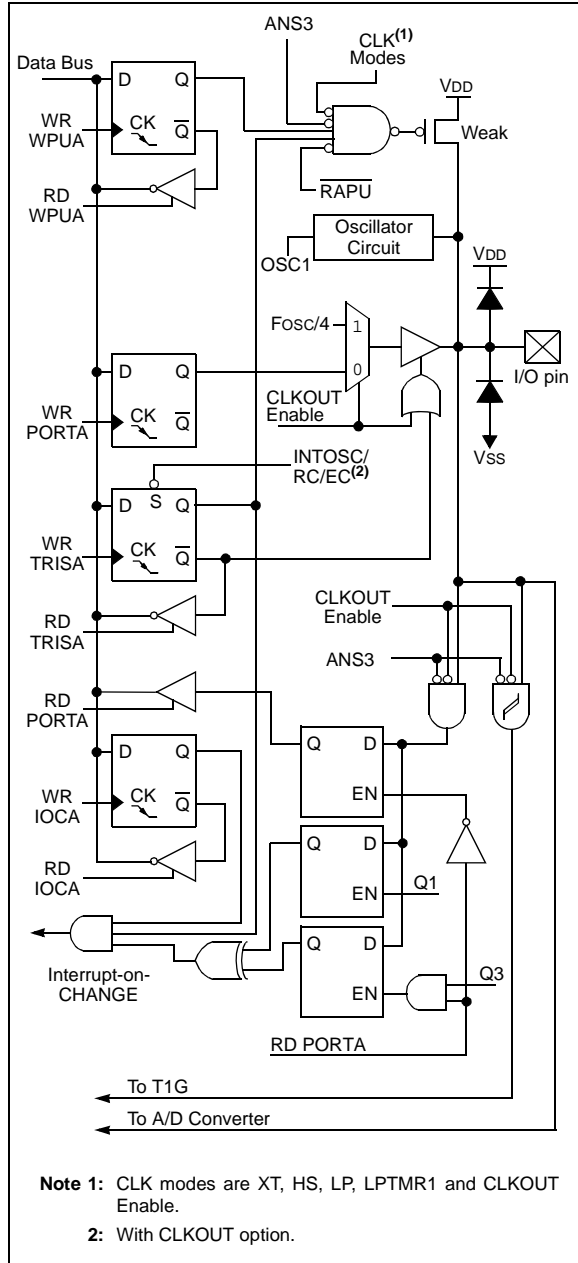 ANS3
CLK(1)
Modes
Data Bus
D
Q
VDD
WR
WPUA
CK
Q
Weak
RD
WPUA
RAPU
Oscillator
Circuit
OSC1
VDD
FOSC/4
1
D
Q
0
I/O pin
WR
PORTA
CK
Q
CLKOUT
Enable
VSS
INTOSC/
RC/EC(2)
D
S
Q
WR
TRISA
CK
Q
CLKOUT
Enable
RD
TRISA
ANS3
RD
PORTA
D
Q
Q
D
WR
IOCA
CK
Q
EN
RD
IOCA
Q
D
EN
Q1
Q
D
Interrupt-on-
CHANGE
EN
Q3
RD PORTA
To T1G
To A/D Converter
Note 1: CLK modes are XT, HS, LP, LPTMR1 and CLKOUT
Enable.
2: With CLKOUT option.